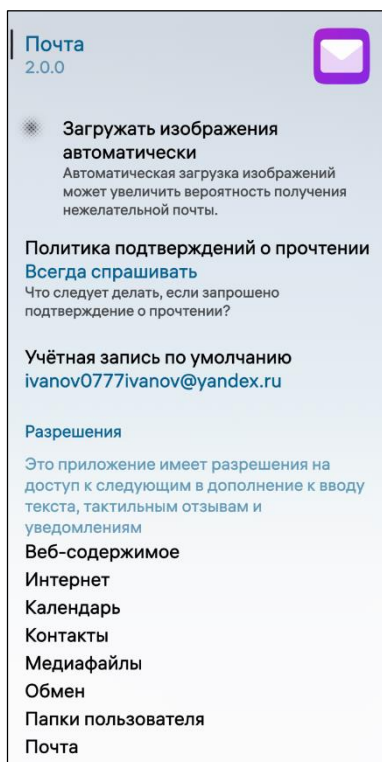 Почта
2.0.0
Загружать изображения
автоматически
Автоматическая загрузка изображений
может увеличить вероятность получения
нежелательной почты.
Политика подтверждений о прочтении
Всегда спрашивать
Что следует делать, если запрошено
подтверждение о прочтении?
Учётная запись по умолчанию
ivanov0777ivanov@yandex.ru
Разрешения
Это приложение имеет разрешения на
доступ к следующим в дополнение к вводу
текста, тактильным отзывам и
уведомлениям
Веб-содержимое
Интернет
Календарь
Контакты
Медиафайлы
Обмен
Папки пользователя
Почта